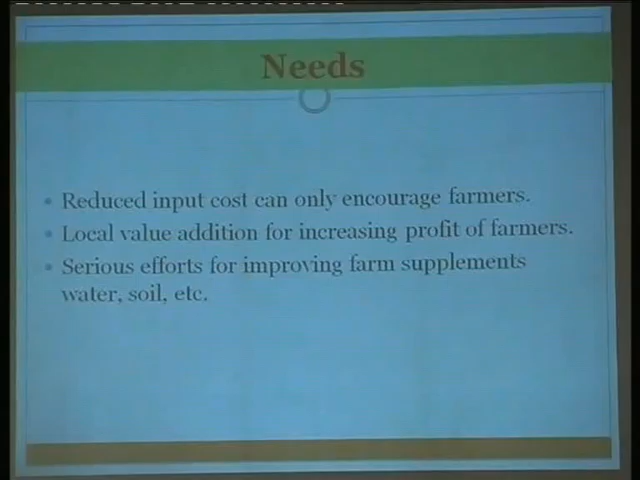 Needs
Reduced input cost can only encourage farmers.
Local value addition for increasing profit of farmers.
Serious efforts for improving farm supplements
water, soil, etc.